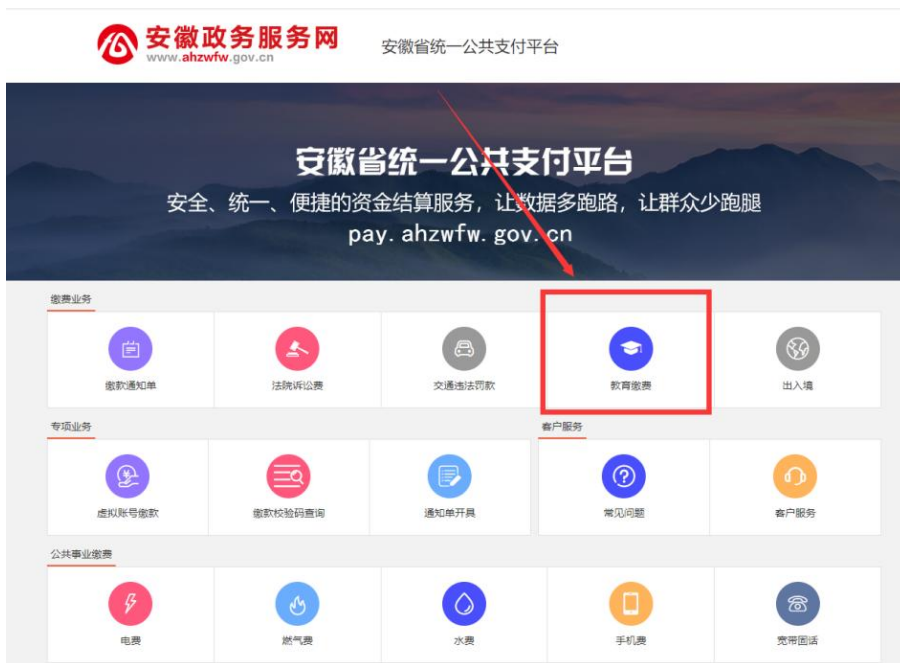 安徽政务服务网
www.ahzwfw.gov.cn
安徽省统一公共支付平台
安徽省统一公共支付平台
安全、统一、便捷的资金结算服务，让数据多跑路，让群众少跑腿
pay.ahzwfw.gov.cn
缴费业务
缴款通知单
法院诉讼费
交通违法罚款
教育缴费
出入境
专项业务
客户服务
虚拟账号缴款
缴款校验码查询
通知单开具
常见问题
客户服务
公共事业缴费
电费
燃气费
水费
手机费
宽带固话